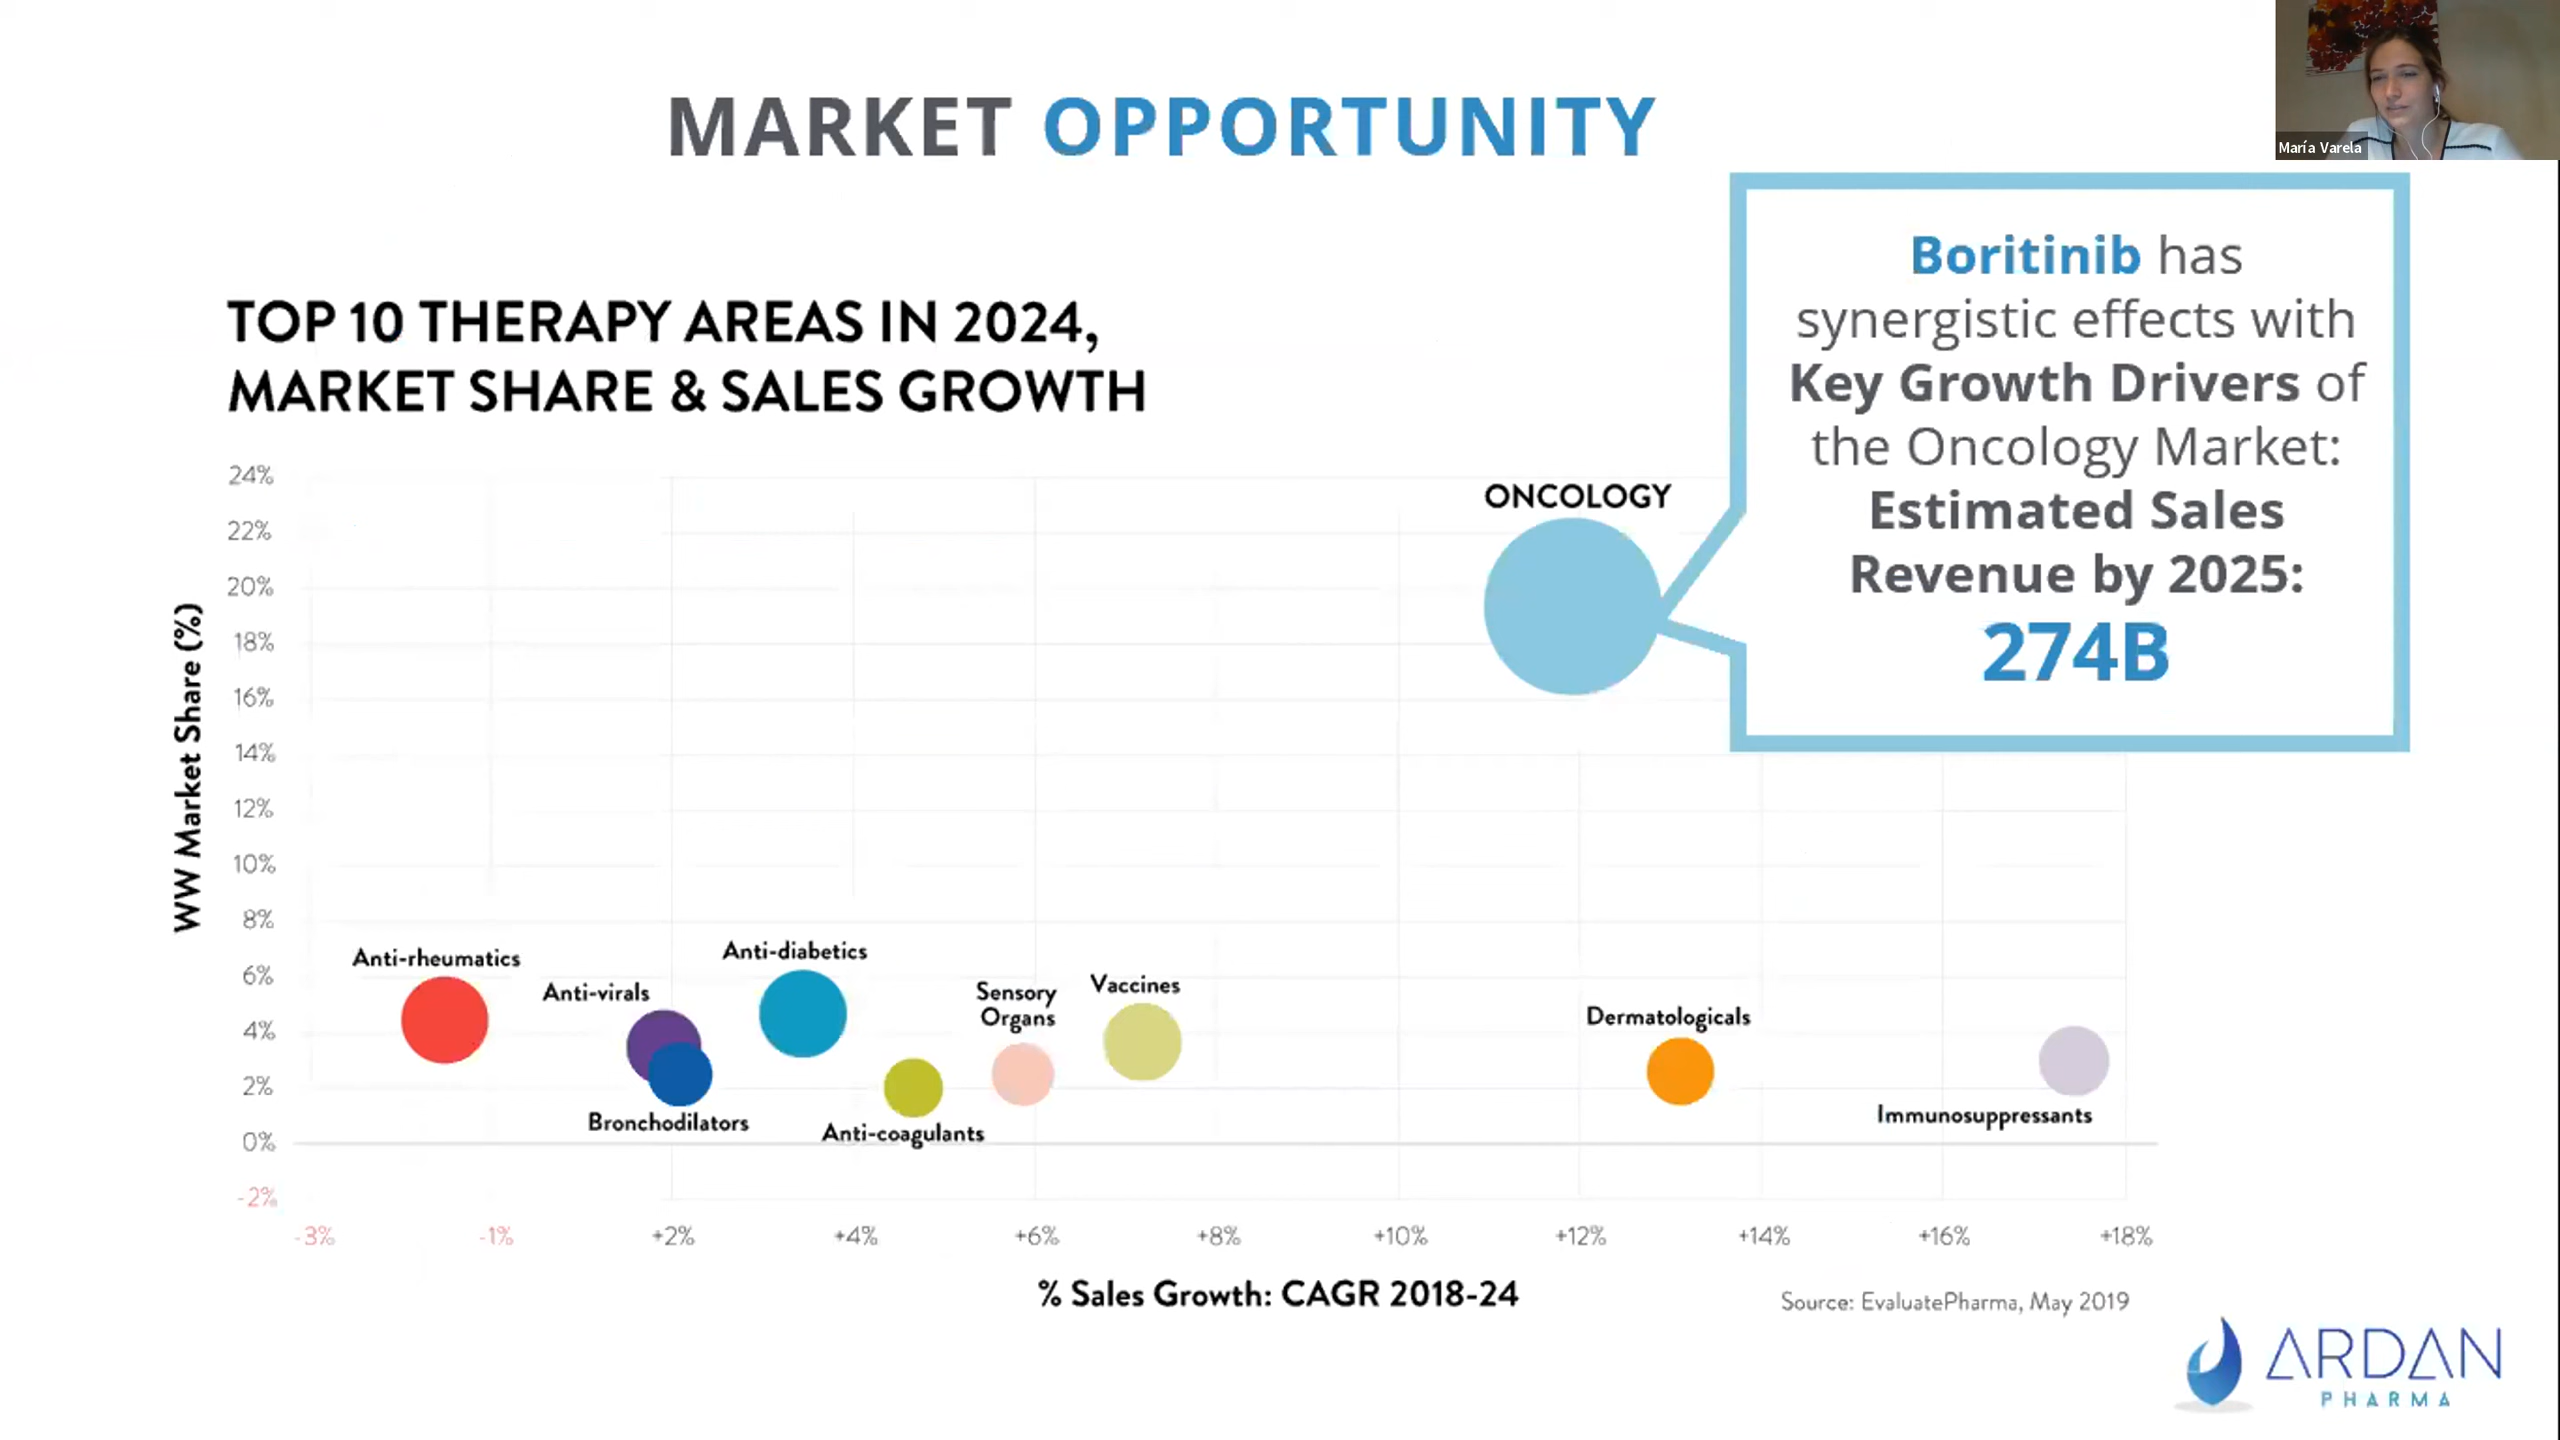 MARKET OPPORTUNITY
María Varela
Boritinib has
synergistic effects with
Key Growth Drivers of
the Oncology Market:
Estimated Sales
Revenue by 2025:
274B
TOP 10 THERAPY AREAS IN 2024,
MARKET SHARE & SALES GROWTH
WW Market Share (%)
24%
22%
20%
18%
16%
14%
12%
10%
8%
6%
4%
2%
0%
-2%
ONCOLOGY
Anti-rheumatics
Anti-virals
Bronchodilators
Anti-diabetics
Anti-coagulants
Sensory
Organs
Vaccines
Dermatologicals
Immunosuppressants
-3% -1% +2% +4% +6% +8% +10% +12% +14% +16% +18%
% Sales Growth: CAGR 2018-24
Source: EvaluatePharma, May 2019
ARDAN
PHARMA